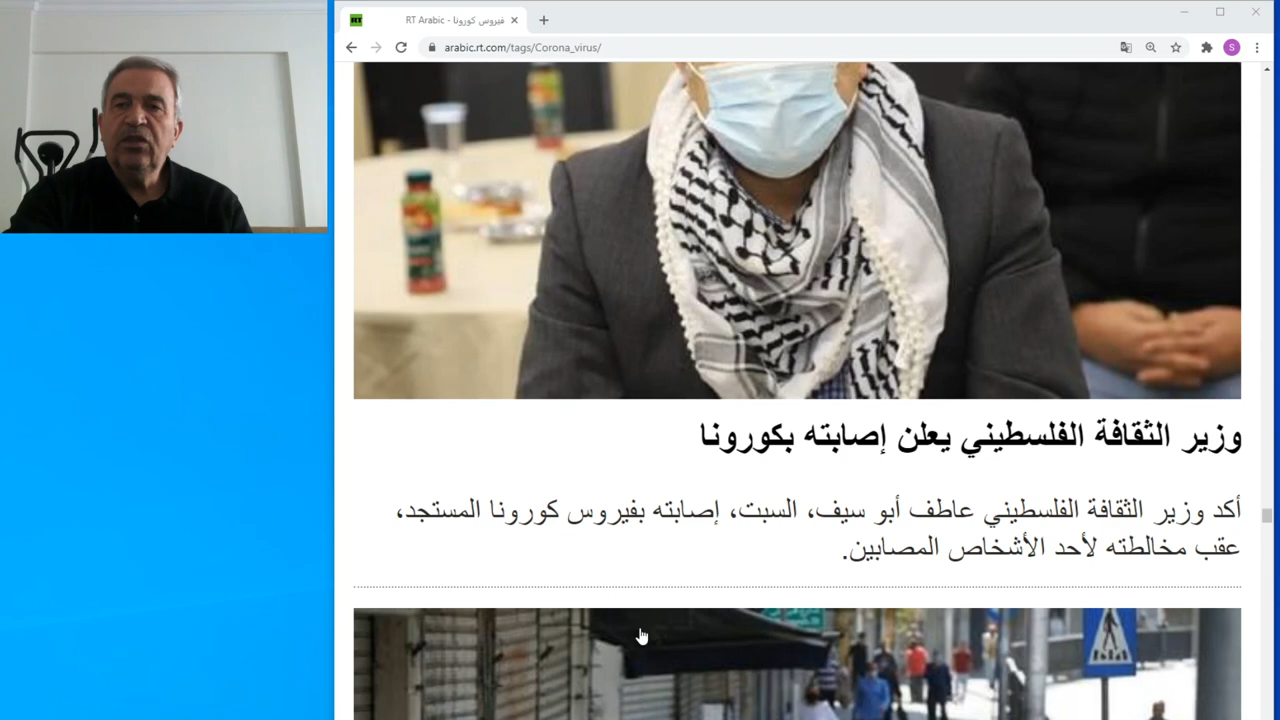 RT
RT Arabic - فيروس كورونا
arabic.rt.com/tags/Corona_virus/
S
وزير الثقافة الفلسطيني يعلن إصابته بكورونا
أكد وزير الثقافة الفلسطيني عاطف أبو سيف، السبت، إصابته بفيروس كورونا المستجد،
عقب مخالطته لأحد الأشخاص المصابين.